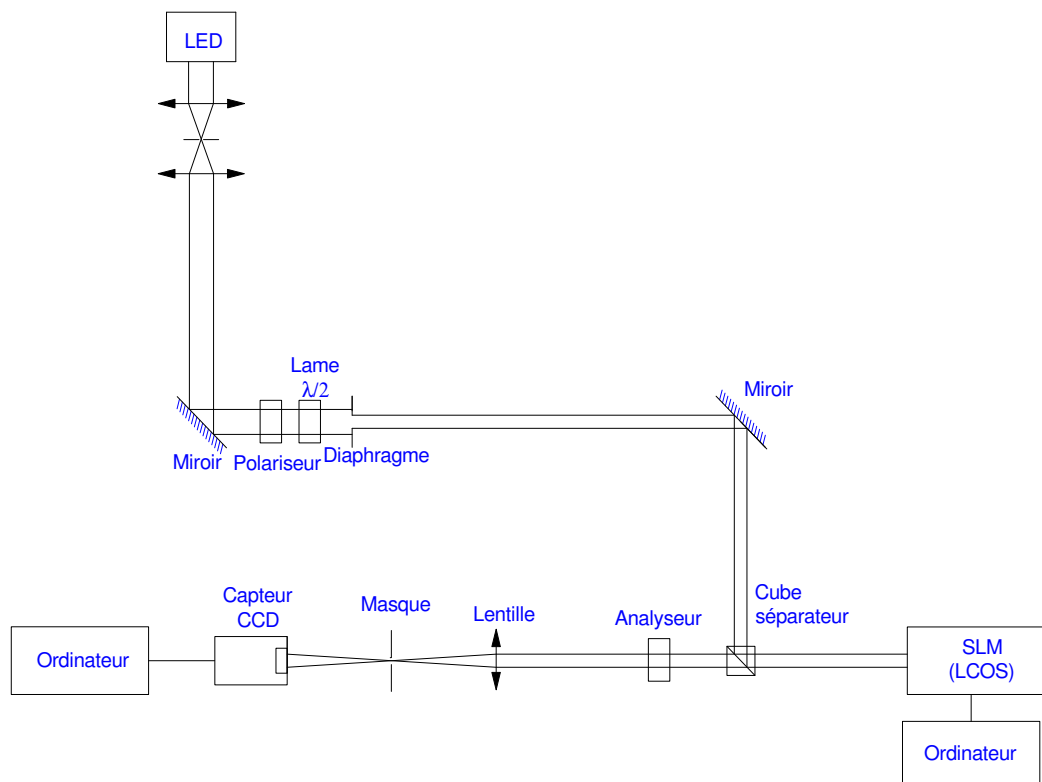 LED
Lame
λ/2
Miroir
Miroir
Polariseur
Diaphragme
Capteur
CCD
Masque
Lentille
Analyseur
Cube
séparateur
Ordinateur
SLM
(LCOS)
Ordinateur